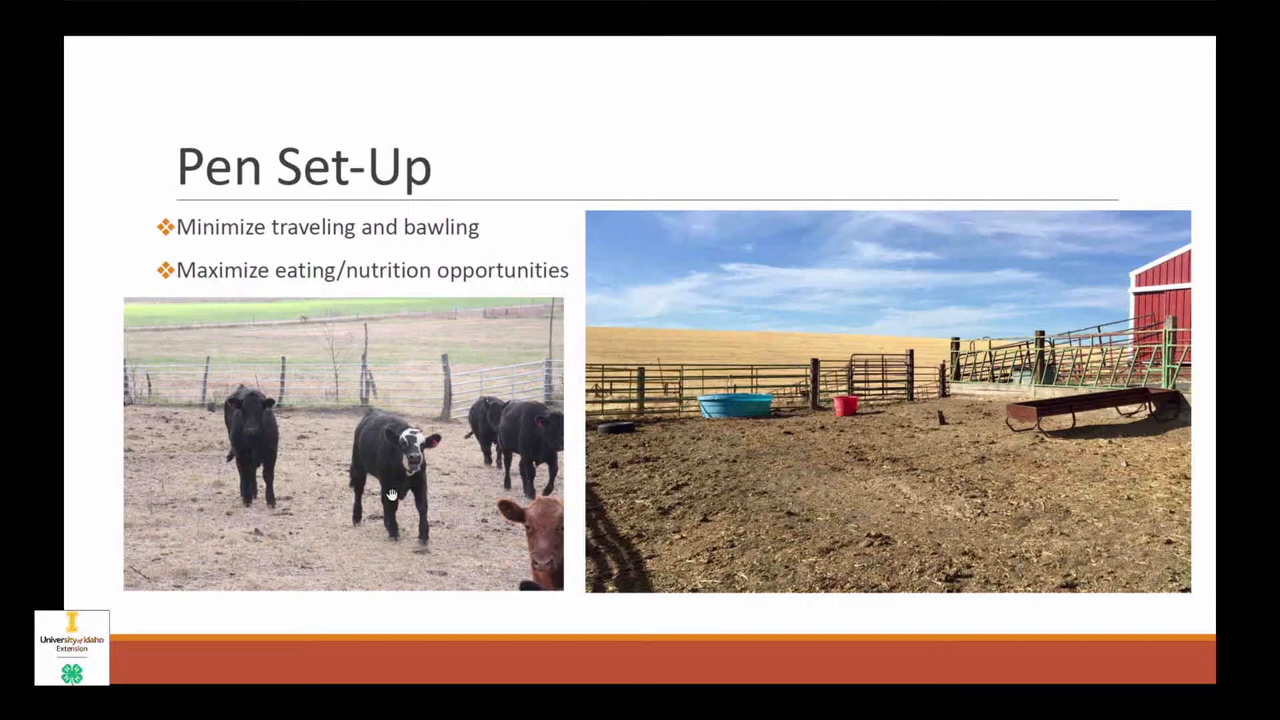 Pen Set-Up
❖Minimize traveling and bawling
❖Maximize eating/nutrition opportunities
I
University of Idaho
Extension